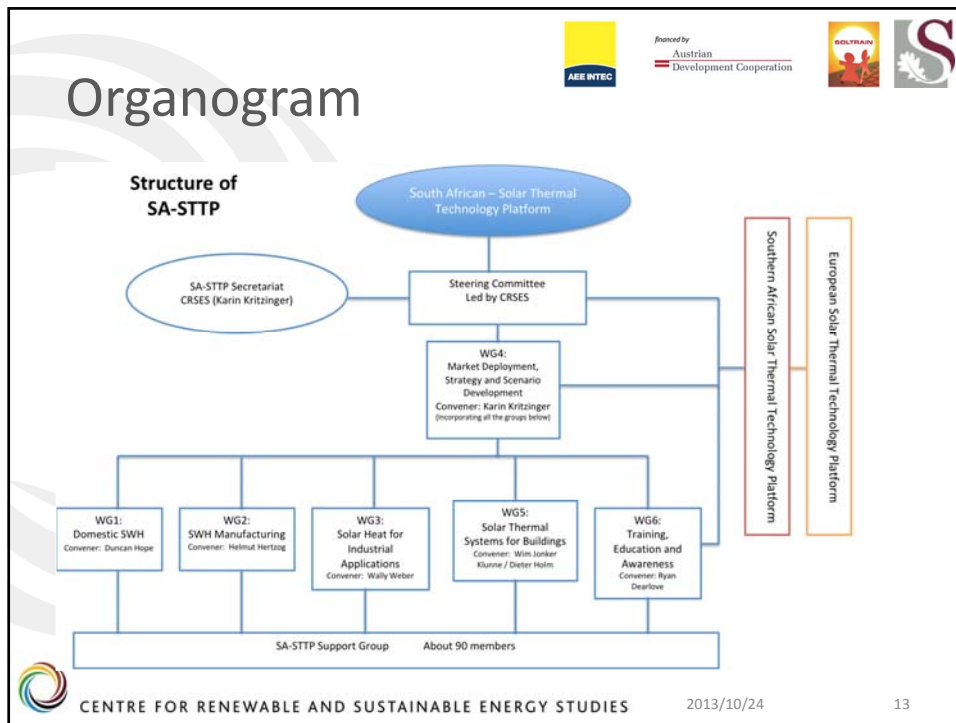 financed by
Austrian
Development Cooperation
AEE INTEC
SOLTRAIN
S
Organogram
Structure of
SA-STTP
South African – Solar Thermal
Technology Platform
SA-STTP Secretariat
CRSES (Karin Kritzinger)
Steering Committee
Led by CRSES
WG4:
Market Deployment,
Strategy and Scenario
Development
Convener: Karin Kritzinger
(Incorporating all the groups below)
Southern African Solar Thermal Technology Platform
European Solar Thermal Technology Platform
WG1:
Domestic SWH
Convener: Duncan Hope
WG2:
SWH Manufacturing
Convener: Helmut Hertzog
WG3:
Solar Heat for
Industrial
Applications
Convener: Wally Weber
WG5:
Solar Thermal
Systems for Buildings
Convener: Wim Jonker
Klunne / Dieter Holm
WG6:
Training,
Education and
Awareness
Convener: Ryan
Dearlove
SA-STTP Support Group About 90 members
CENTRE FOR RENEWABLE AND SUSTAINABLE ENERGY STUDIES
2013/10/24
13